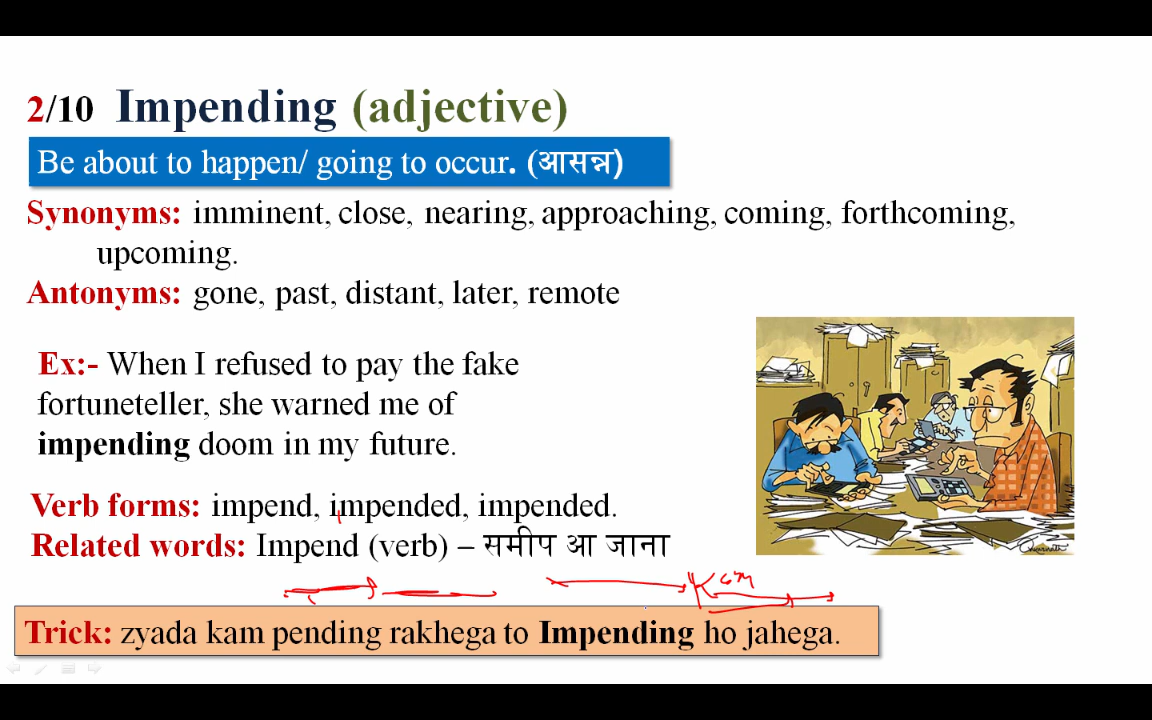 2/10 Impending (adjective)
Be about to happen/ going to occur. (आसन्न)
Synonyms: imminent, close, nearing, approaching, coming, forthcoming,
upcoming.
Antonyms: gone, past, distant, later, remote
Ex:- When I refused to pay the fake
fortuneteller, she warned me of
impending doom in my future.
Verb forms: impend, impended, impended.
Related words: Impend (verb) – समीप आ जाना
Trick: zyada kam pending rakhega to Impending ho jahega.